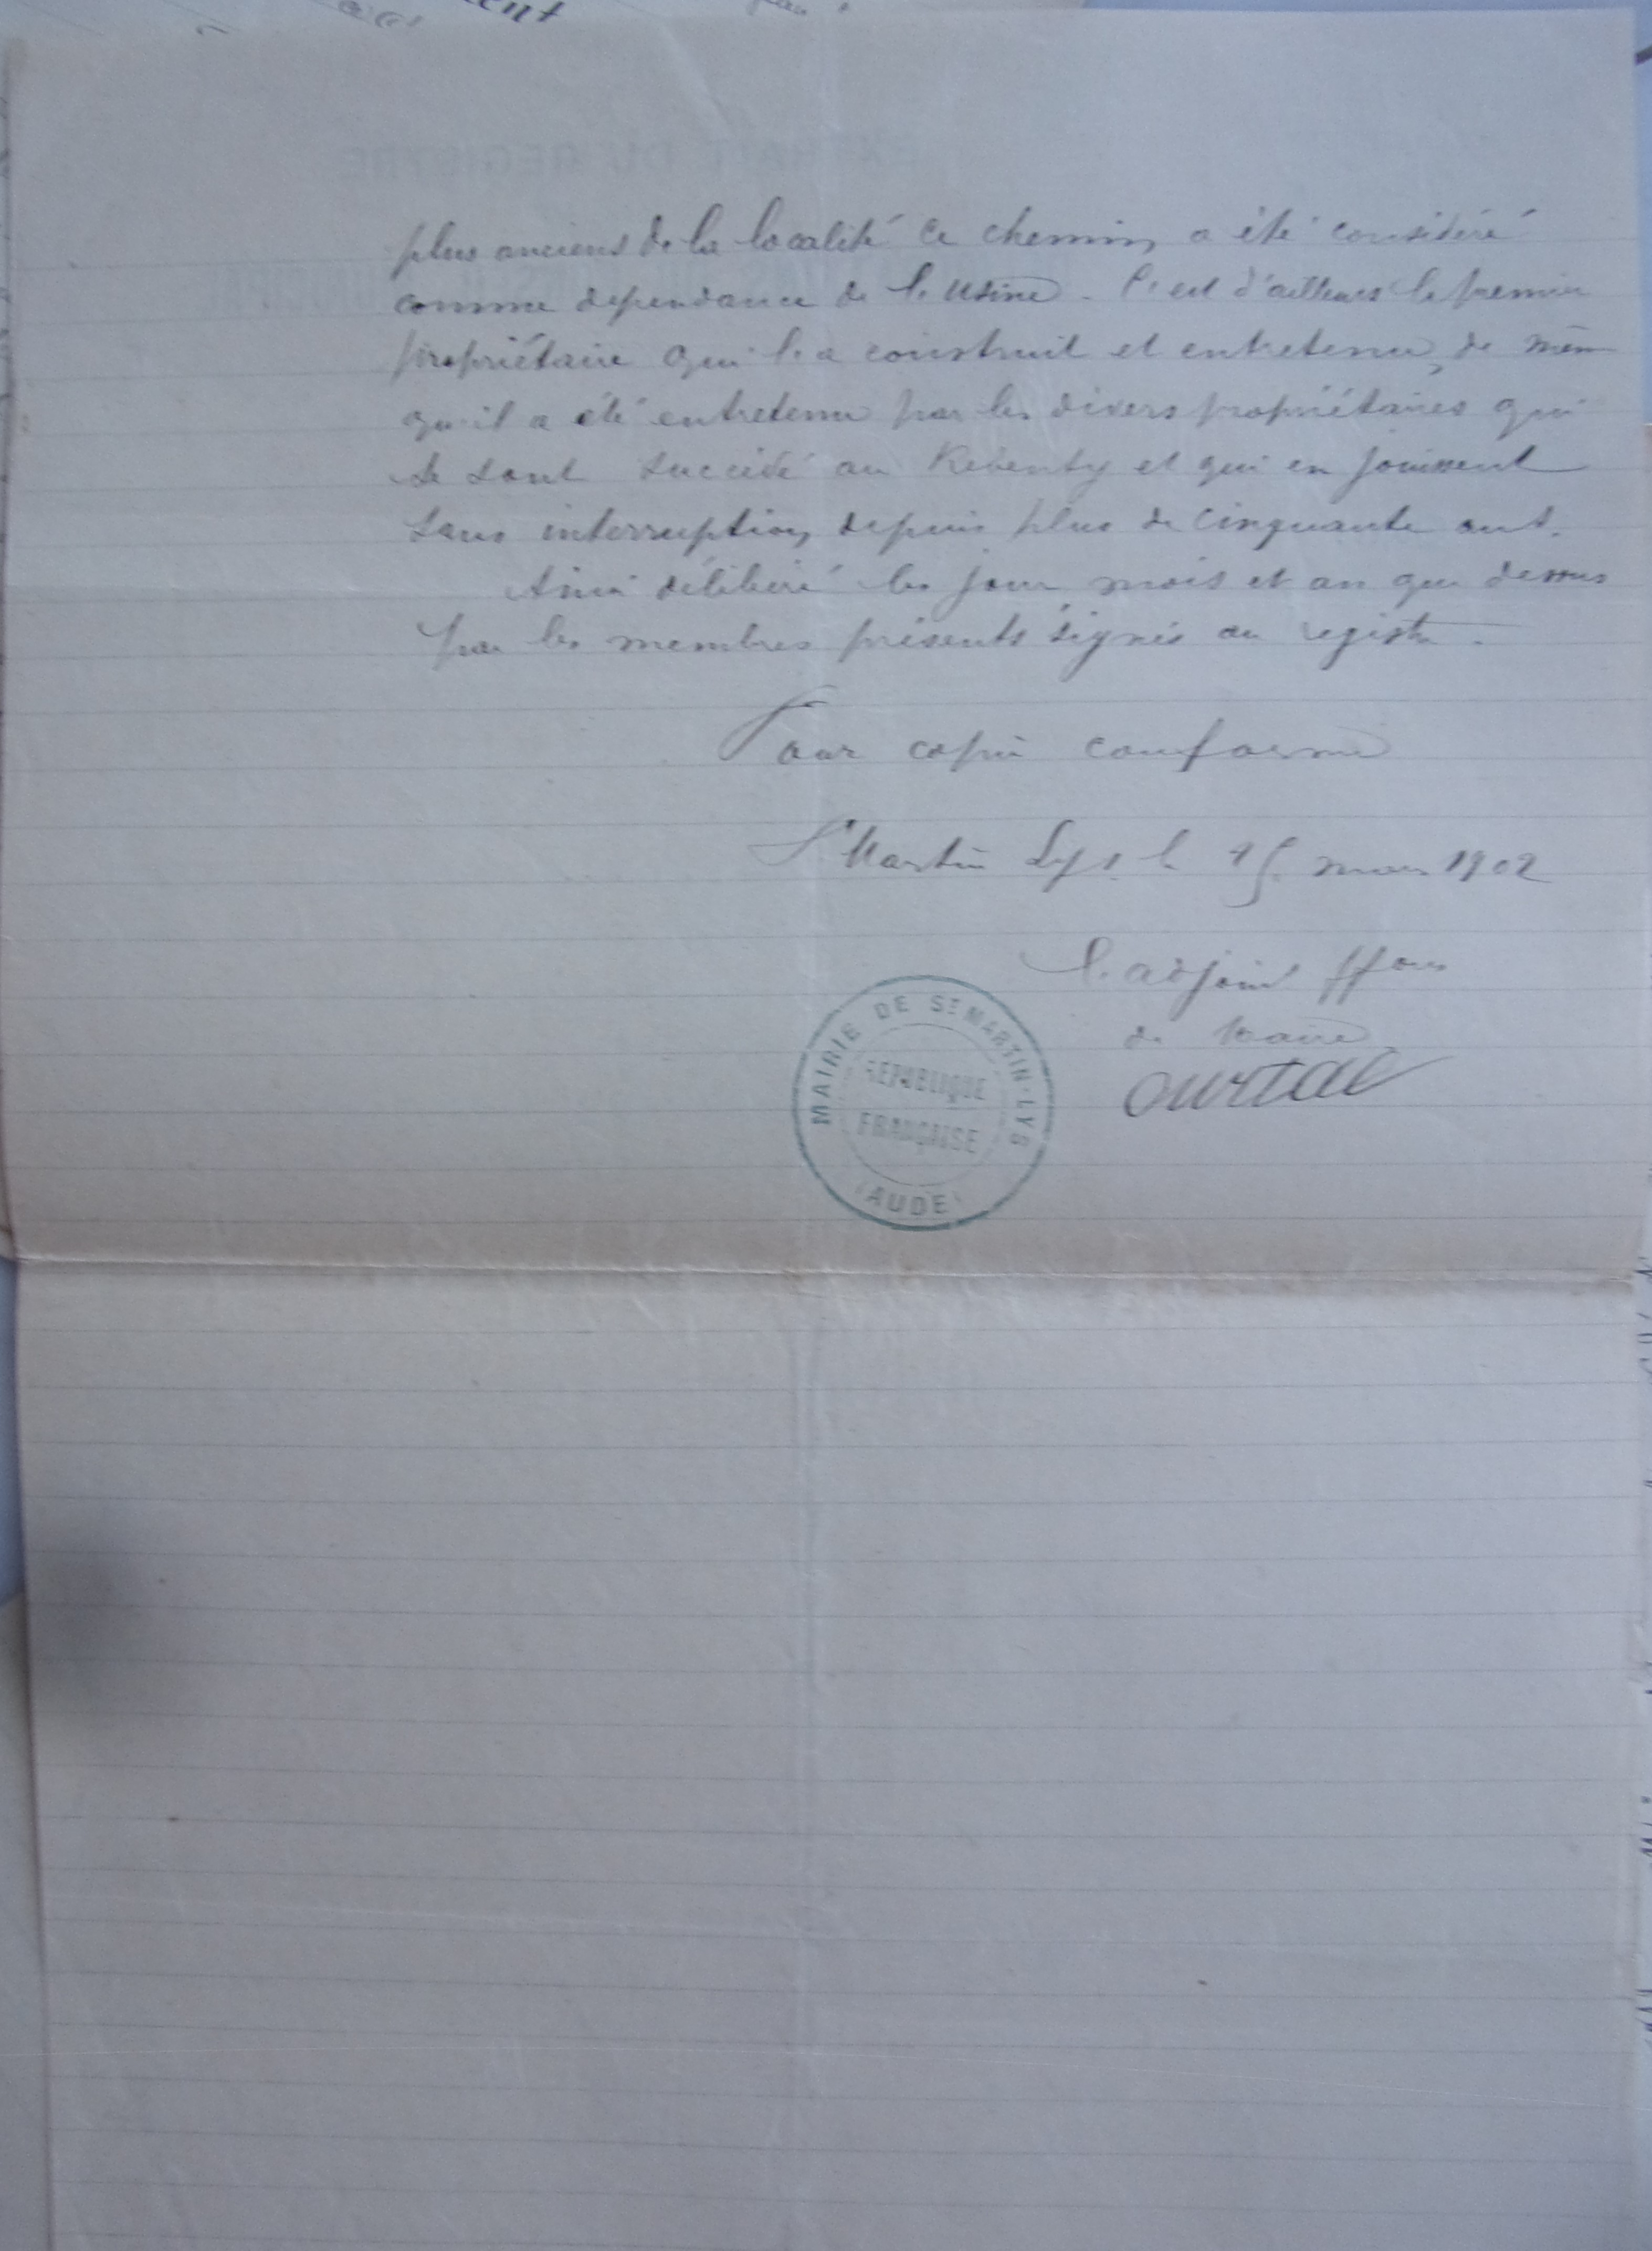 plus anciens de la localité ce chemin a été considéré
comme dependance de l'usine. C'est d'ailleurs le premier
propriétaire qui l'a construit et entretenu, de même
qu'il a été entretenu par les divers propriétaires qui
se sont succédé au Rebenty et qui en jouissent
sans interruption depuis plus de cinquante ans.
Ainsi délibéré les jour mois et an que dessus
par les membres présents signés au registre.
Pour copie conforme
St Martin Lys le 15 mars 1902
l'adjoint ffons
de Maire
Ourtal
MAIRIE DE ST MARTIN-LYS
REPUBLIQUE
FRANÇAISE
(AUDE)